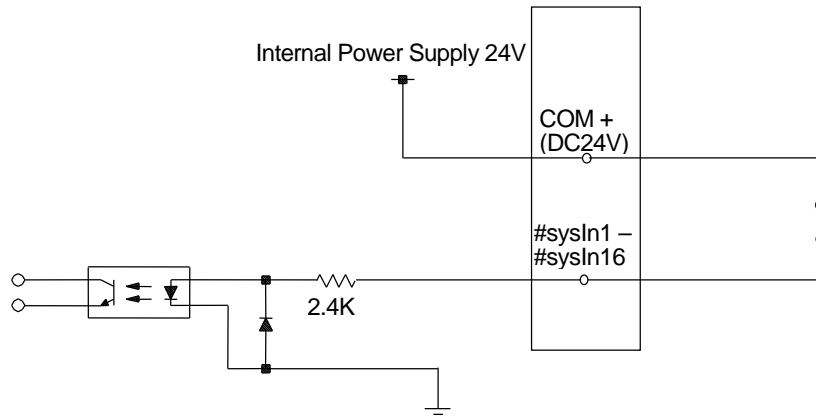 Internal Power Supply 24V
COM +
(DC24V)
#sysIn1 –
#sysIn16
2.4K